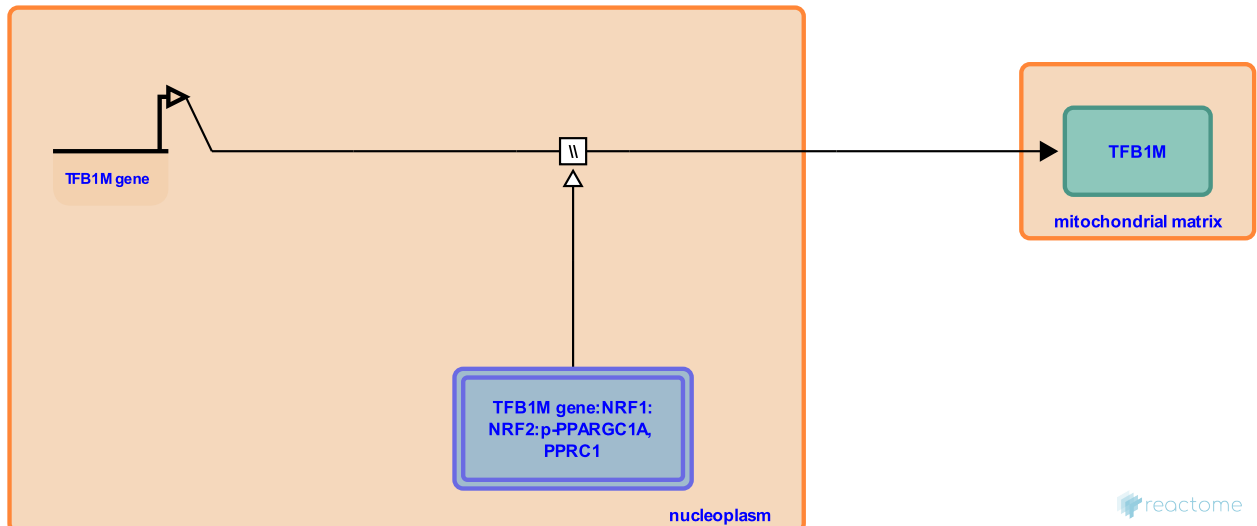 TFB1M gene
\\
TFB1M
mitochondrial matrix
TFB1M gene:NRF1:
NRF2:p-PPARGC1A,
PPRC1
nucleoplasm
reactome